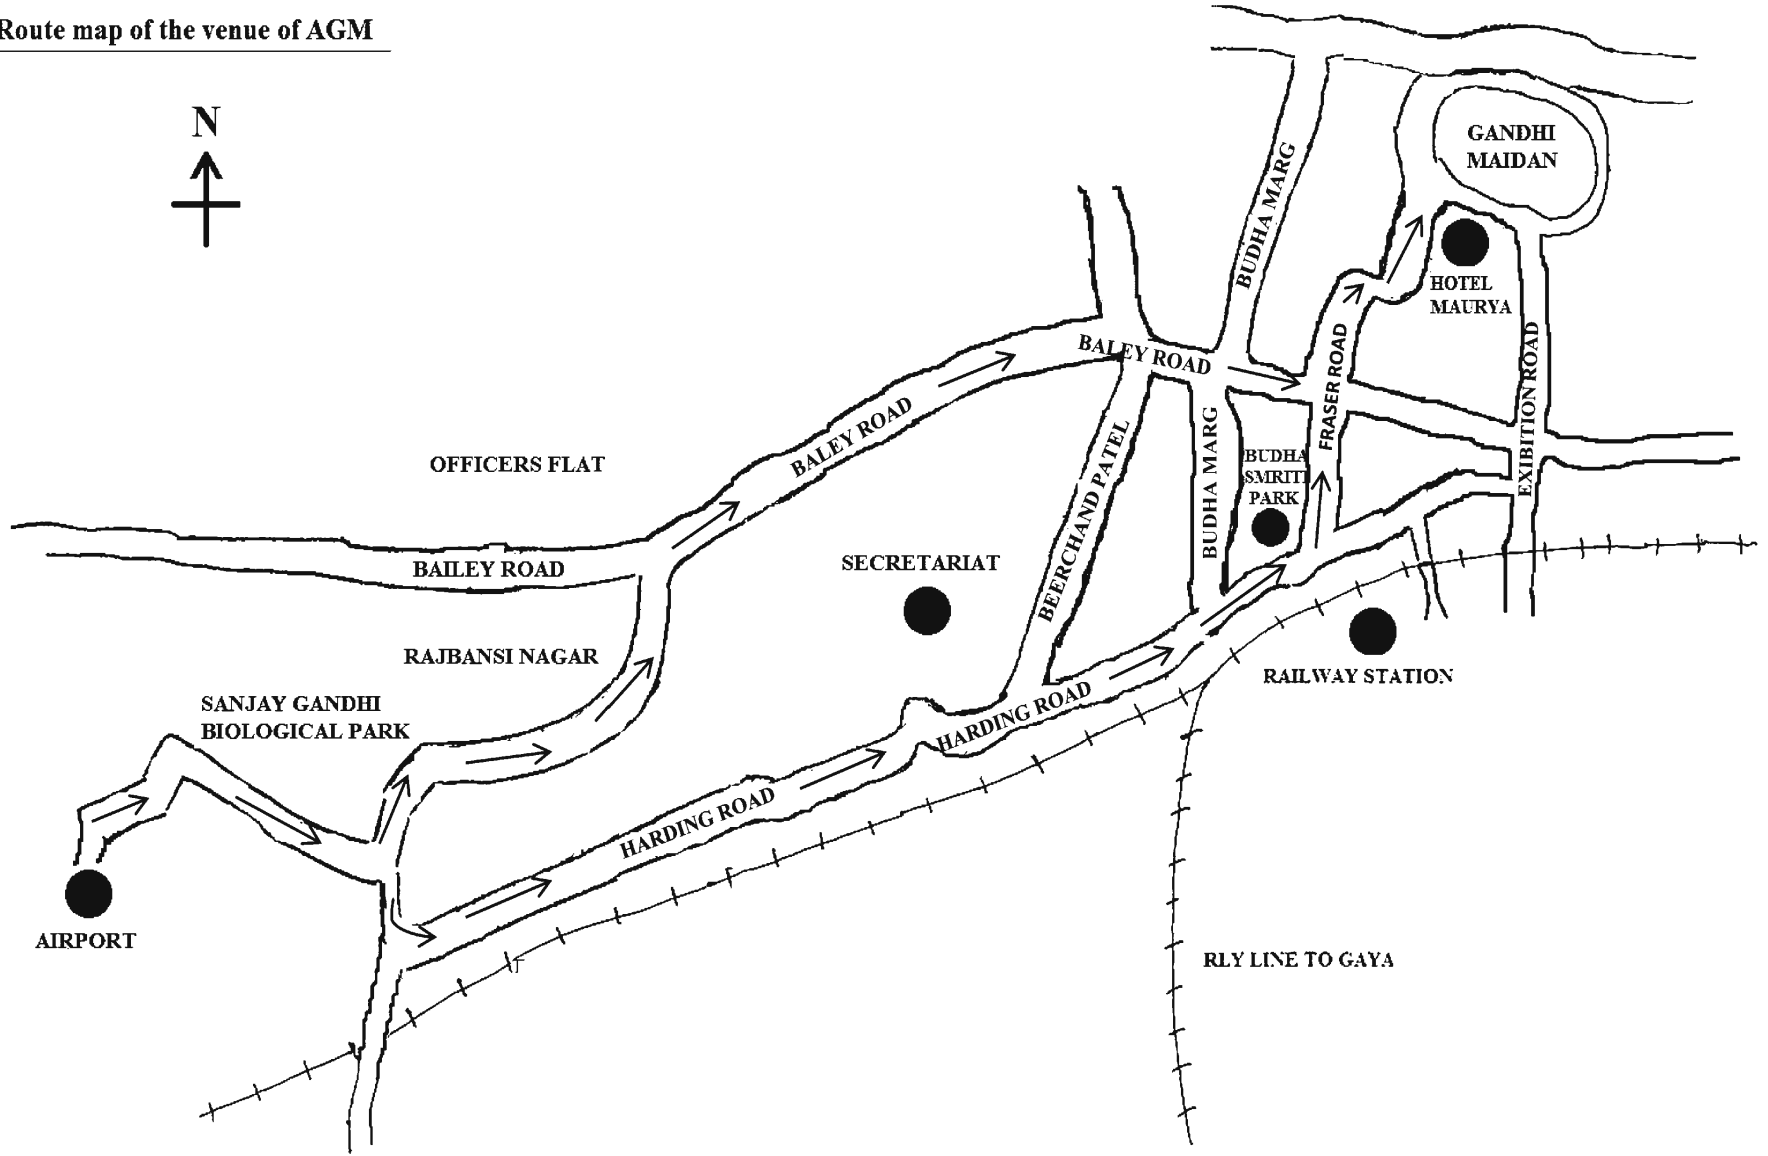 Route map of the venue of AGM
N
GANDHI
MAIDAN
BUDHA MARG
HOTEL
MAURYA
BALEY ROAD
FRASER ROAD
EXIBITION ROAD
BALEY ROAD
OFFICERS FLAT
BEERCHAND PATEL
BUDHA MARG
BUDHA
SMRITI
PARK
BAILEY ROAD
SECRETARIAT
RAJBANSI NAGAR
RAILWAY STATION
SANJAY GANDHI
BIOLOGICAL PARK
HARDING ROAD
HARDING ROAD
AIRPORT
RLY LINE TO GAYA